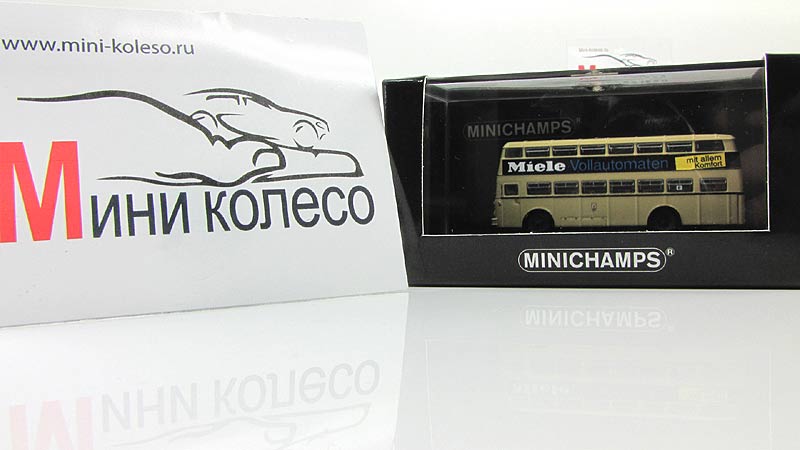 www.mini-koleso.ru
Мини колесо
MINICHAMPS
Miele Vollautomaten
mit allem
Komfort
MINICHAMPS®